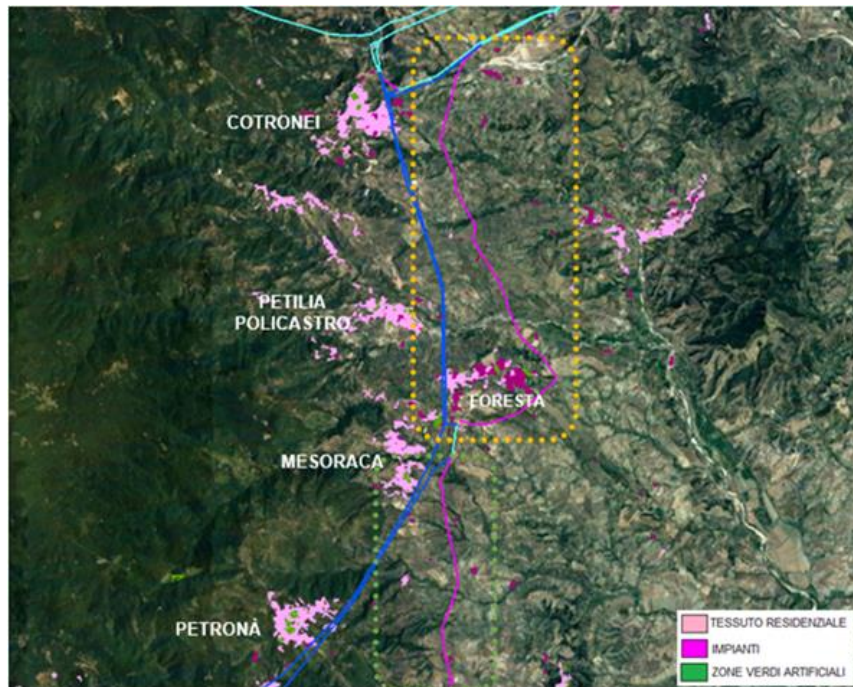 COTRONEI
PETILIA
POLICASTRO
FORESTA
MESORACA
PETRONÀ
TESSUTO RESIDENZIALE
IMPIANTI
ZONE VERDI ARTIFICIALI